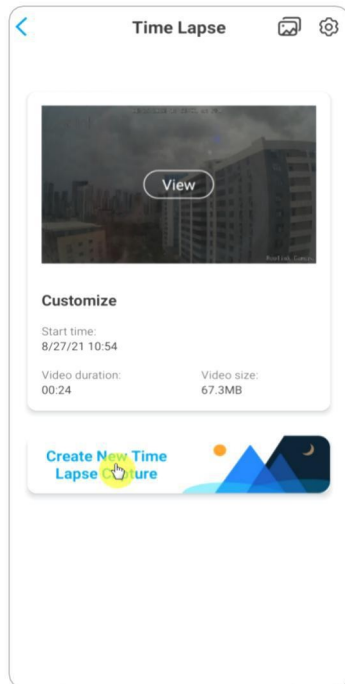 Time Lapse
View
Customize
Start time:
8/27/21 10:54
Video duration:
Video size:
00:24
67.3MB
Create New Time
Lapse Capture